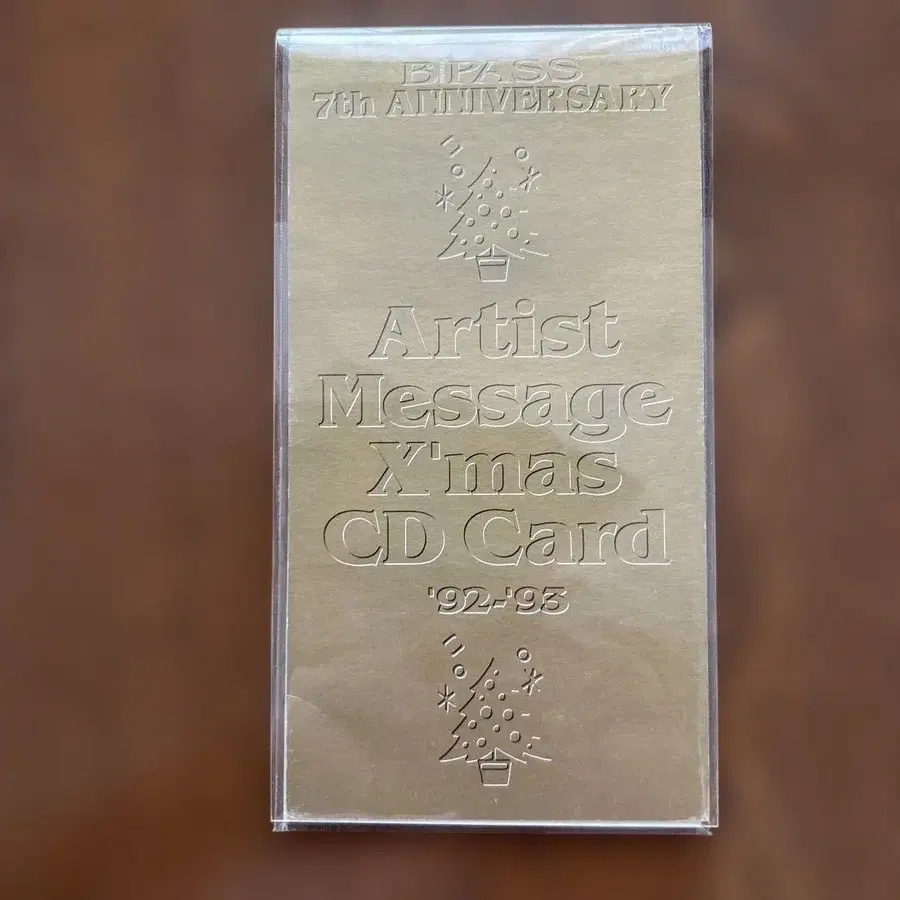 B·PASS
7th ANNIVERSARY
Artist
Message
X'mas
CD Card
'92-'93